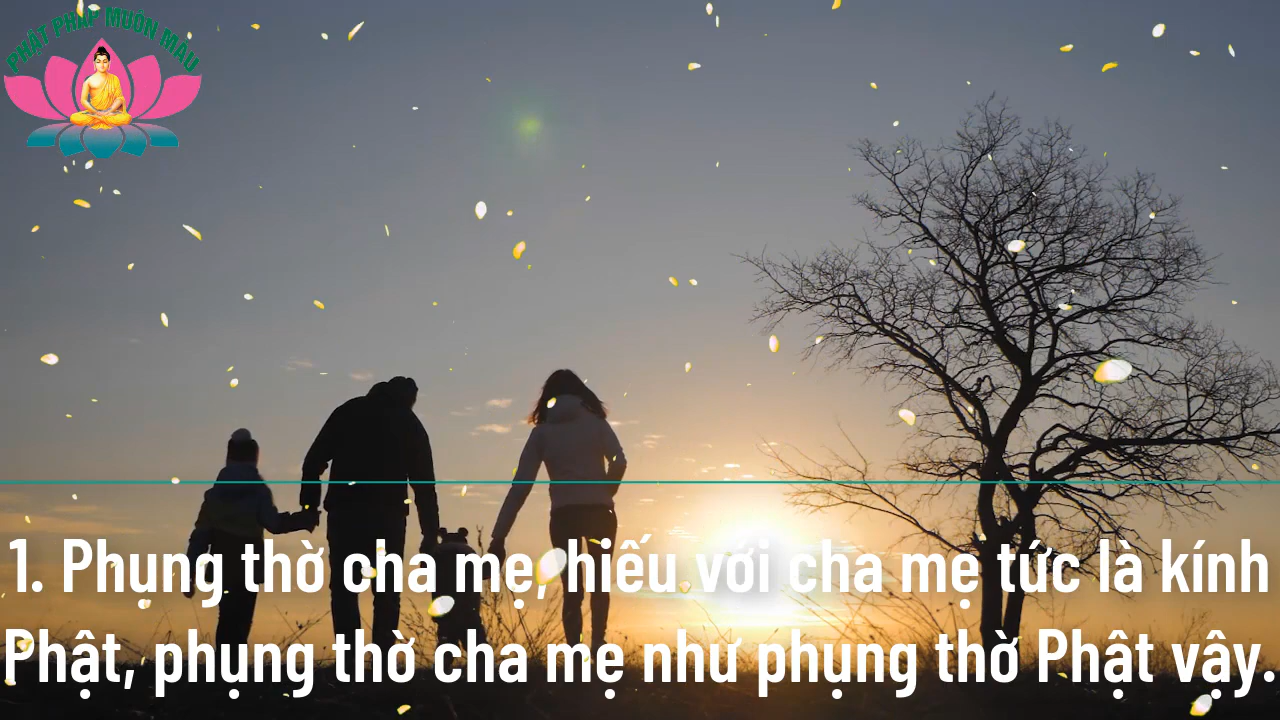 PHẬT PHÁP MUÔN MÀU
1. Phụng thờ cha mẹ, hiếu với cha mẹ tức là kính
Phật, phụng thờ cha mẹ như phụng thờ Phật vậy.